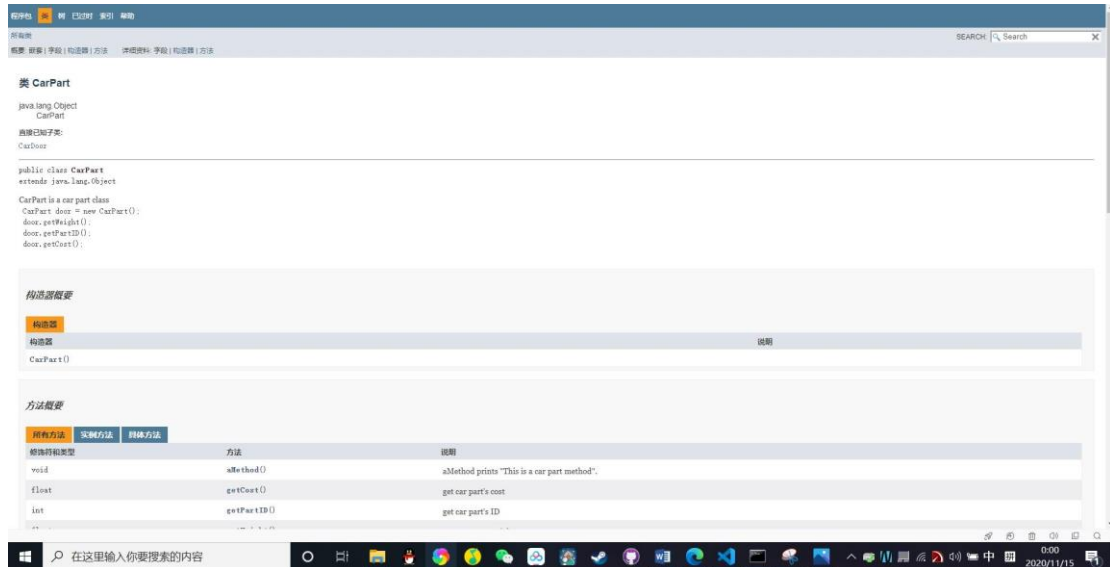 程序包 类 树 已过时 索引 帮助
所有类
SEARCH: Search
概要: 嵌套 | 字段 | 构造器 | 方法 详细资料: 字段 | 构造器 | 方法
类 CarPart
java.lang.Object
CarPart
直接已知子类:
CarDoor
public class CarPart
extends java.lang.Object
CarPart is a car part class
CarPart door = new CarPart();
door.getWeight();
door.getPartID();
door.getCost();
构造器概要
构造器
构造器 说明
CarPart()
方法概要
所有方法 实例方法 具体方法
修饰符和类型 方法 说明
void aMethod() aMethod prints "This is a car part method".
float getCost() get car part's cost
int getPartID() get car part's ID
在这里输入你要搜索的内容
中
0:00
2020/11/15